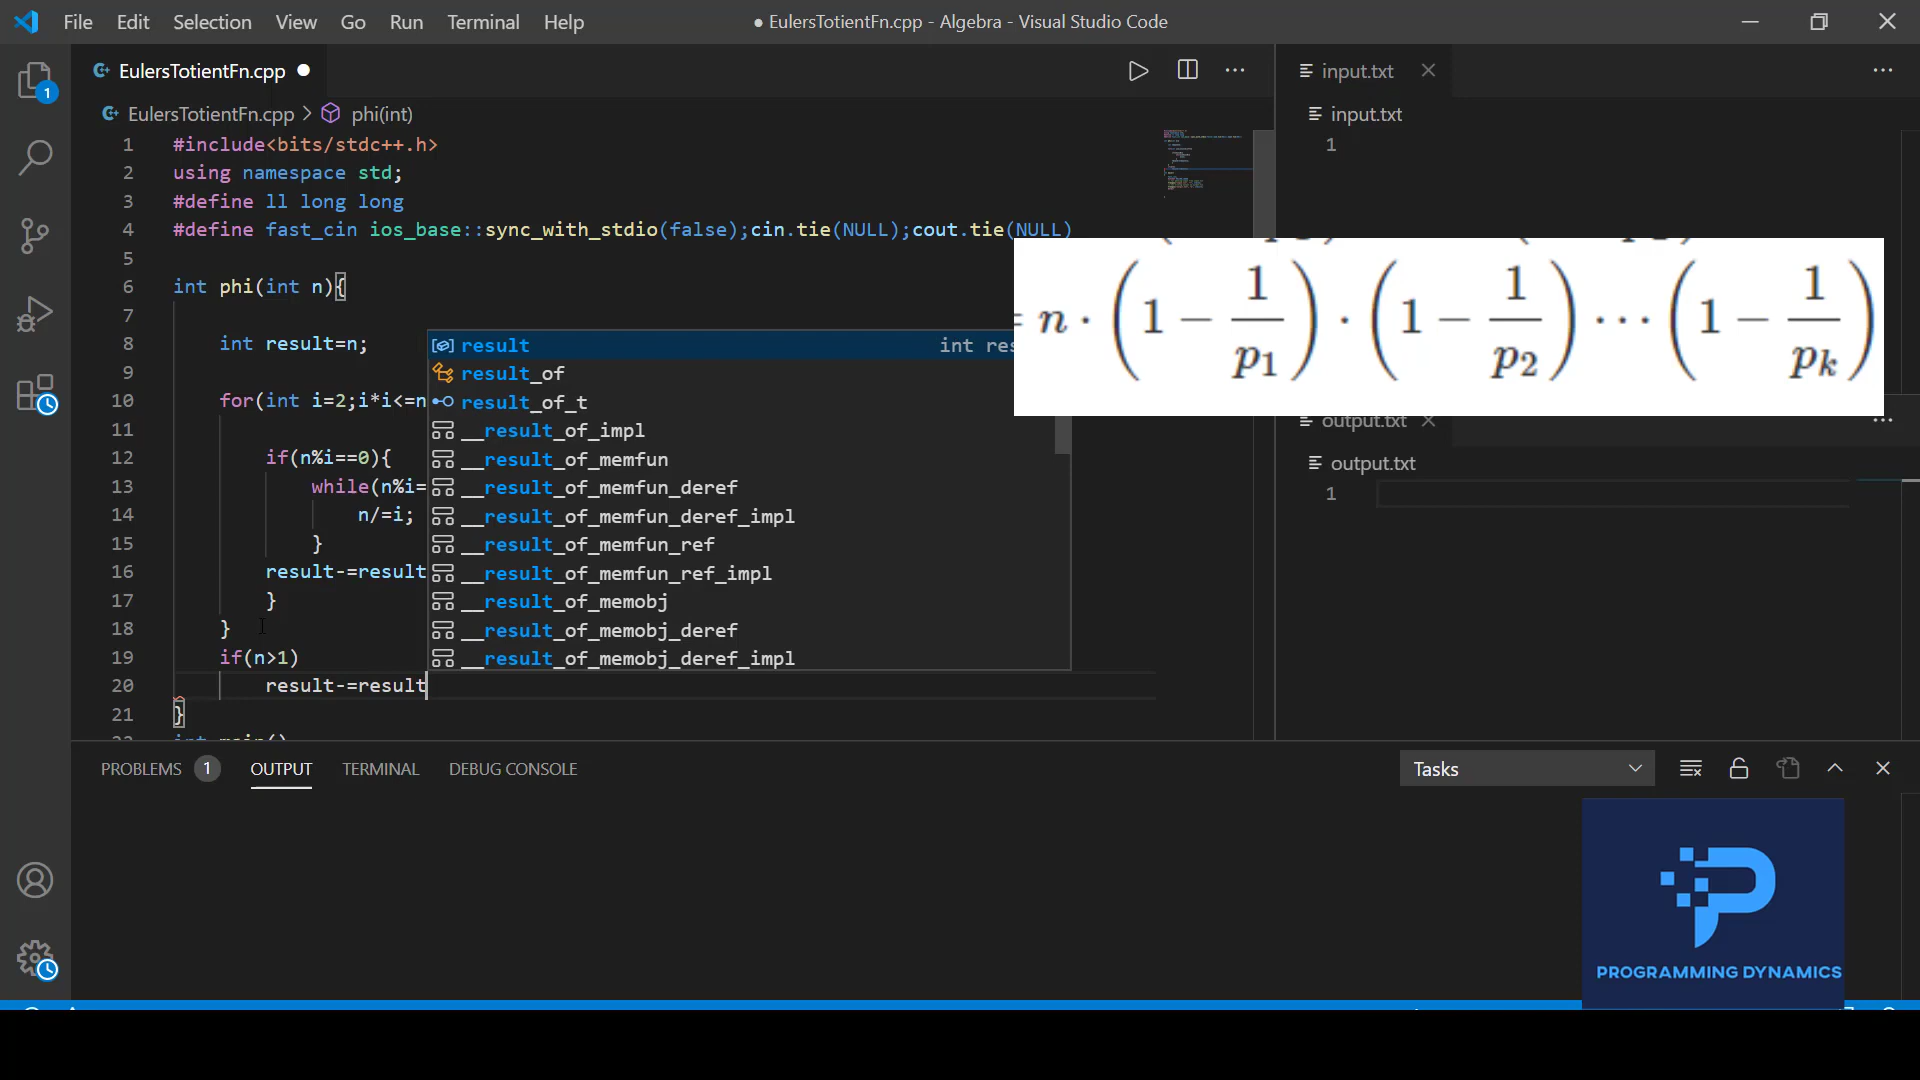 File Edit Selection View Go Run Terminal Help
● EulersTotientFn.cpp - Algebra - Visual Studio Code
EulersTotientFn.cpp ●
EulersTotientFn.cpp > phi(int)
1 #include<bits/stdc++.h>
2 using namespace std;
3 #define ll long long
4 #define fast_cin ios_base::sync_with_stdio(false);cin.tie(NULL);cout.tie(NULL)
5
6 int phi(int n){
7
8 int result=n;
9
10 for(int i=2;i*i<=n
11
12 if(n%i==0){
13 while(n%i=
14 n/=i;
15 }
16 result-=result
17 }
18 }
19 if(n>1)
20 result-=result
21 }
result int res
result_of
result_of_t
__result_of_impl
__result_of_memfun
__result_of_memfun_deref
__result_of_memfun_deref_impl
__result_of_memfun_ref
__result_of_memfun_ref_impl
__result_of_memobj
__result_of_memobj_deref
__result_of_memobj_deref_impl
input.txt
input.txt
1
= n · (1 − 1/p₁) · (1 − 1/p₂) ··· (1 − 1/pₖ)
output.txt
output.txt
1
1
PROBLEMS 1 OUTPUT TERMINAL DEBUG CONSOLE
Tasks
PROGRAMMING DYNAMICS